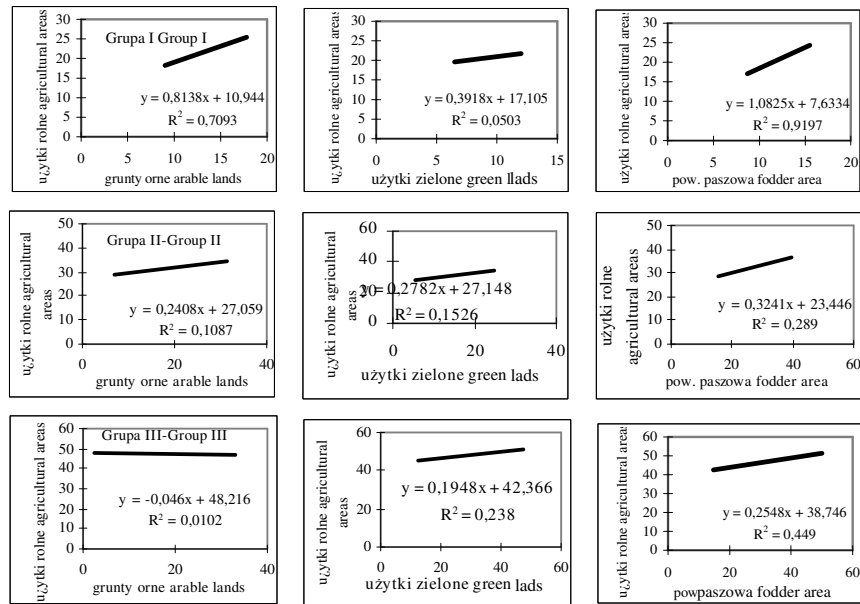 użytki rolne agricultural areas
30
25
20
15
10
5
0
Grupa I Group I
y = 0,8138x + 10,944
R² = 0,7093
0 10 20
grunty orne arable lands
użytki rolne agricultural areas
30
25
20
15
10
5
0
y = 0,3918x + 17,105
R² = 0,0503
0 5 10 15
użytki zielone green llads
użytki rolne agricultural areas
30
25
20
15
10
5
0
y = 1,0825x + 7,6334
R² = 0,9197
0 5 10 15 20
pow. paszowa fodder area
u¿ytki rolne agricultural
areas
50
40
30
20
10
0
Grupa II-Group II
y = 0,2408x + 27,059
R² = 0,1087
0 20 40
grunty orne arable lands
u¿ytki rolne agricultural
areas
60
40
20
0
y = 0,2782x + 27,148
R² = 0,1526
0 20 40
użytki zielone green lads
użytki rolne
agricultural areas
50
40
30
20
10
0
y = 0,3241x + 23,446
R² = 0,289
0 20 40 60
pow. paszowa fodder area
u¿ytki rolne agricultural areas
60
50
40
30
20
10
0
Grupa III-Group III
y = -0,046x + 48,216
R² = 0,0102
0 20 40
grunty orne arable lands
u¿ytki rolne agricultural
areas
60
40
20
0
y = 0,1948x + 42,366
R² = 0,238
0 20 40 60
użytki zielone green lads
u¿ytki rolne agricultural areas
60
50
40
30
20
10
0
y = 0,2548x + 38,746
R² = 0,449
0 20 40 60
powpaszowa fodder area